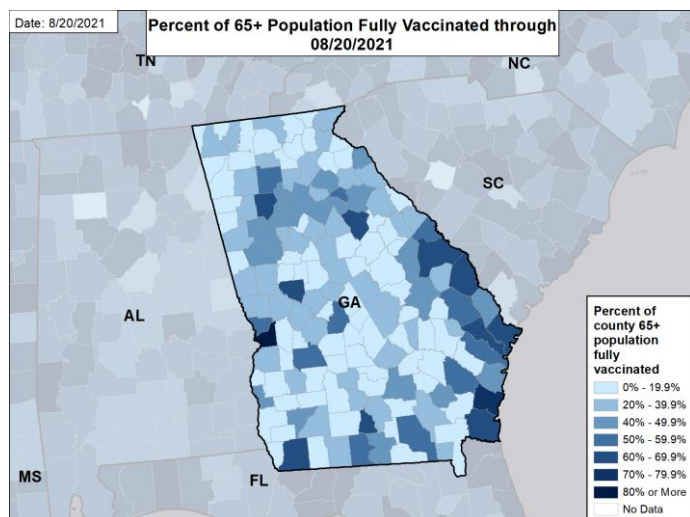 Date: 8/20/2021
Percent of 65+ Population Fully Vaccinated through
08/20/2021
TN
NC
SC
AL
GA
MS
FL
Percent of
county 65+
population
fully
vaccinated
0% - 19.9%
20% - 39.9%
40% - 49.9%
50% - 59.9%
60% - 69.9%
70% - 79.9%
80% or More
No Data